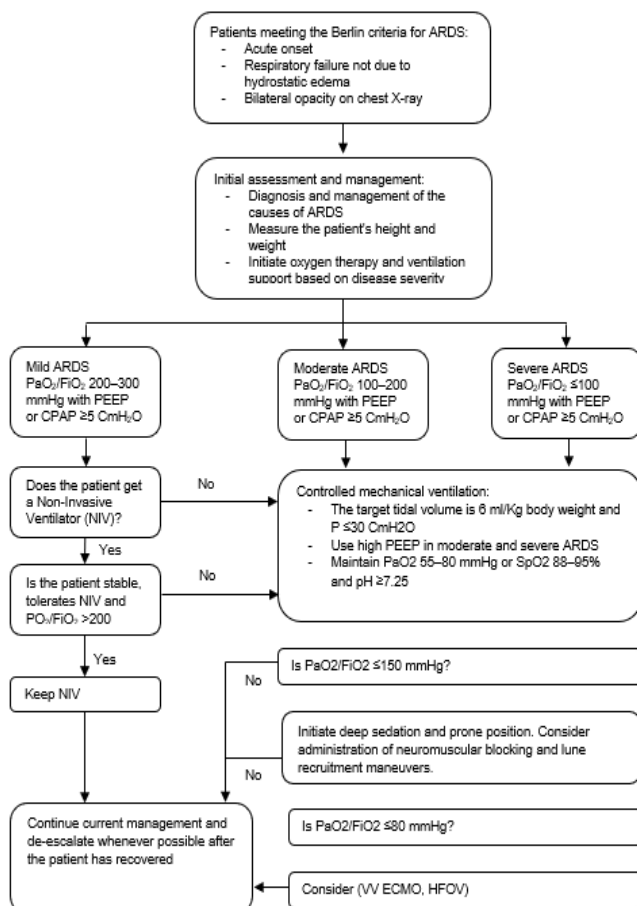 Patients meeting the Berlin criteria for ARDS:
- Acute onset
- Respiratory failure not due to
hydrostatic edema
- Bilateral opacity on chest X-ray
Initial assessment and management:
- Diagnosis and management of the
causes of ARDS
- Measure the patient's height and
weight
- Initiate oxygen therapy and ventilation
support based on disease severity
Mild ARDS
PaO₂/FiO₂ 200–300
mmHg with PEEP
or CPAP ≥5 CmH₂O
Moderate ARDS
PaO₂/FiO₂ 100–200
mmHg with PEEP
or CPAP ≥5 CmH₂O
Severe ARDS
PaO₂/FiO₂ ≤100
mmHg with PEEP
or CPAP ≥5 CmH₂O
Does the patient get
a Non-Invasive
Ventilator (NIV)?
No
Controlled mechanical ventilation:
- The target tidal volume is 6 ml/Kg body weight and
P ≤30 CmH2O
- Use high PEEP in moderate and severe ARDS
- Maintain PaO2 55–80 mmHg or SpO2 88–95%
and pH ≥7.25
Yes
Is the patient stable,
tolerates NIV and
PO₂/FiO₂ >200
No
Yes
Keep NIV
Is PaO2/FiO2 ≤150 mmHg?
No
Initiate deep sedation and prone position. Consider
administration of neuromuscular blocking and lune
recruitment maneuvers.
No
Continue current management and
de-escalate whenever possible after
the patient has recovered
Is PaO2/FiO2 ≤80 mmHg?
Consider (VV ECMO, HFOV)